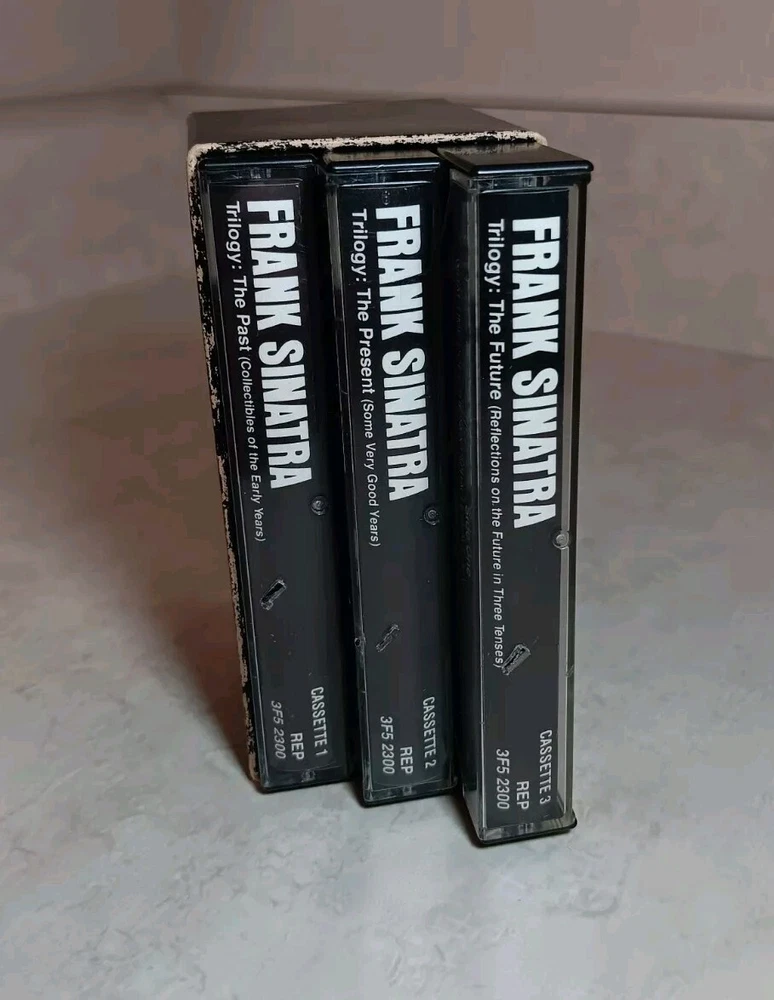 FRANK SINATRA
Trilogy: The Past (Collectibles of the Early Years)
CASSETTE 1
REP
3F5 2300
FRANK SINATRA
Trilogy: The Present (Some Very Good Years)
CASSETTE 2
REP
3F5 2300
FRANK SINATRA
Trilogy: The Future (Reflections on the Future in Three Tenses)
CASSETTE 3
REP
3F5 2300